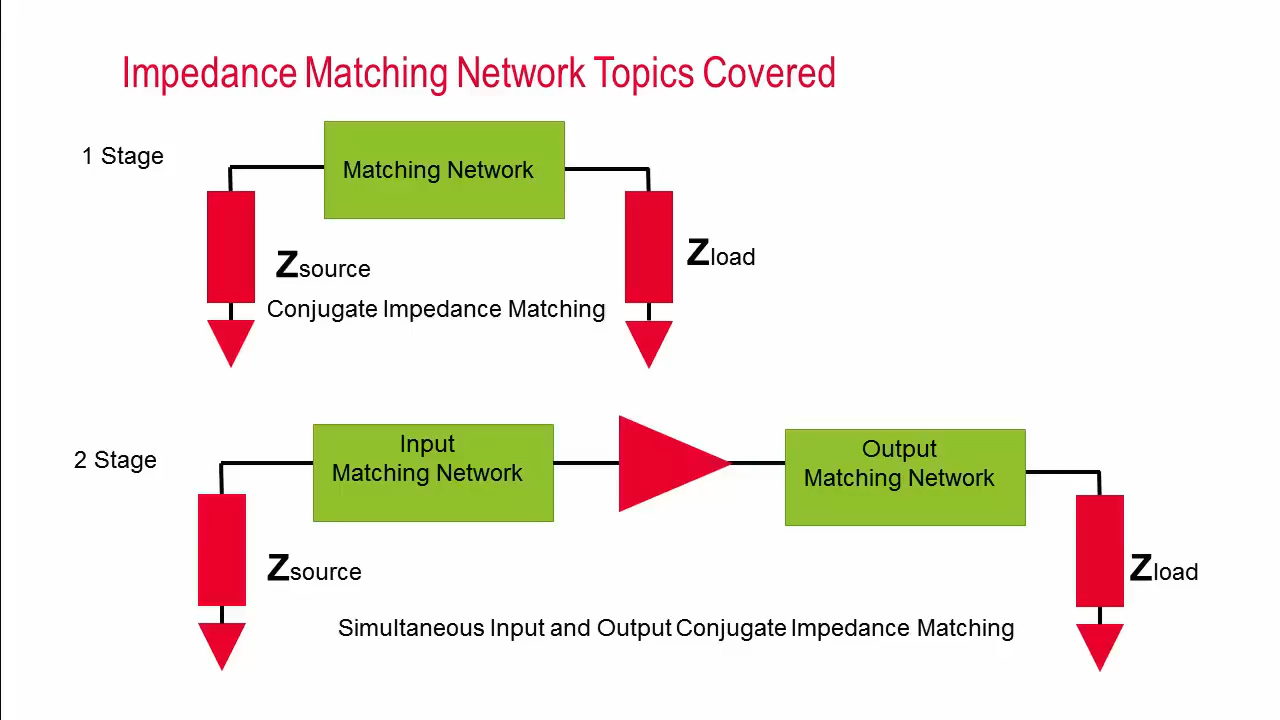 Impedance Matching Network Topics Covered
1 Stage
Matching Network
Zsource
Zload
Conjugate Impedance Matching
2 Stage
Input
Matching Network
Output
Matching Network
Zsource
Zload
Simultaneous Input and Output Conjugate Impedance Matching